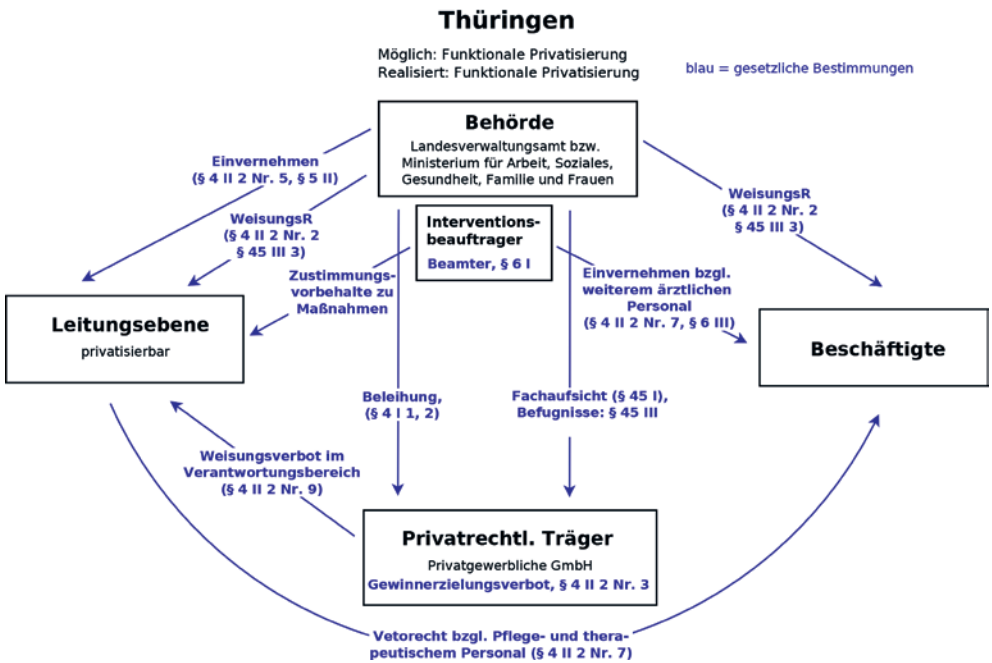 Thüringen
Möglich: Funktionale Privatisierung
Realisiert: Funktionale Privatisierung
blau = gesetzliche Bestimmungen
Behörde
Landesverwaltungsamt bzw.
Ministerium für Arbeit, Soziales,
Gesundheit, Familie und Frauen
Einvernehmen
(§ 4 II 2 Nr. 5, § 5 II)
WeisungsR
(§ 4 II 2 Nr. 2
§ 45 III 3)
WeisungsR
(§ 4 II 2 Nr. 2
§ 45 III 3)
Interventions-
beauftrager
Beamter, § 6 I
Zustimmungs-
vorbehalte zu
Maßnahmen
Einvernehmen bzgl.
weiterem ärztlichen
Personal
(§ 4 II 2 Nr. 7, § 6 III)
Leitungsebene
privatisierbar
Beschäftigte
Beleihung,
(§ 4 I 1, 2)
Fachaufsicht (§ 45 I),
Befugnisse: § 45 III
Weisungsverbot im
Verantwortungsbereich
(§ 4 II 2 Nr. 9)
Privatrechtl. Träger
Privatgewerbliche GmbH
Gewinnerzielungsverbot, § 4 II 2 Nr. 3
Vetorecht bzgl. Pflege- und thera-
peutischem Personal (§ 4 II 2 Nr. 7)